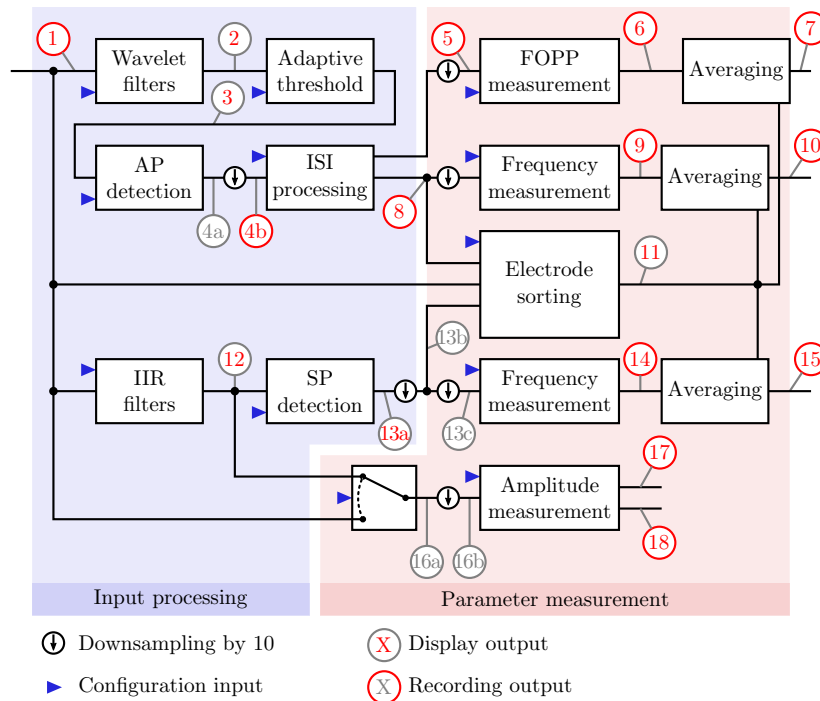 1
2
5
6
7
Wavelet
filters
Adaptive
threshold
FOPP
measurement
Averaging
3
AP
detection
ISI
processing
Frequency
measurement
9
Averaging
10
4a
4b
8
Electrode
sorting
11
13b
12
IIR
filters
SP
detection
Frequency
measurement
14
Averaging
15
13a
13c
17
Amplitude
measurement
18
16a
16b
Input processing
Parameter measurement
Downsampling by 10
X Display output
Configuration input
X Recording output